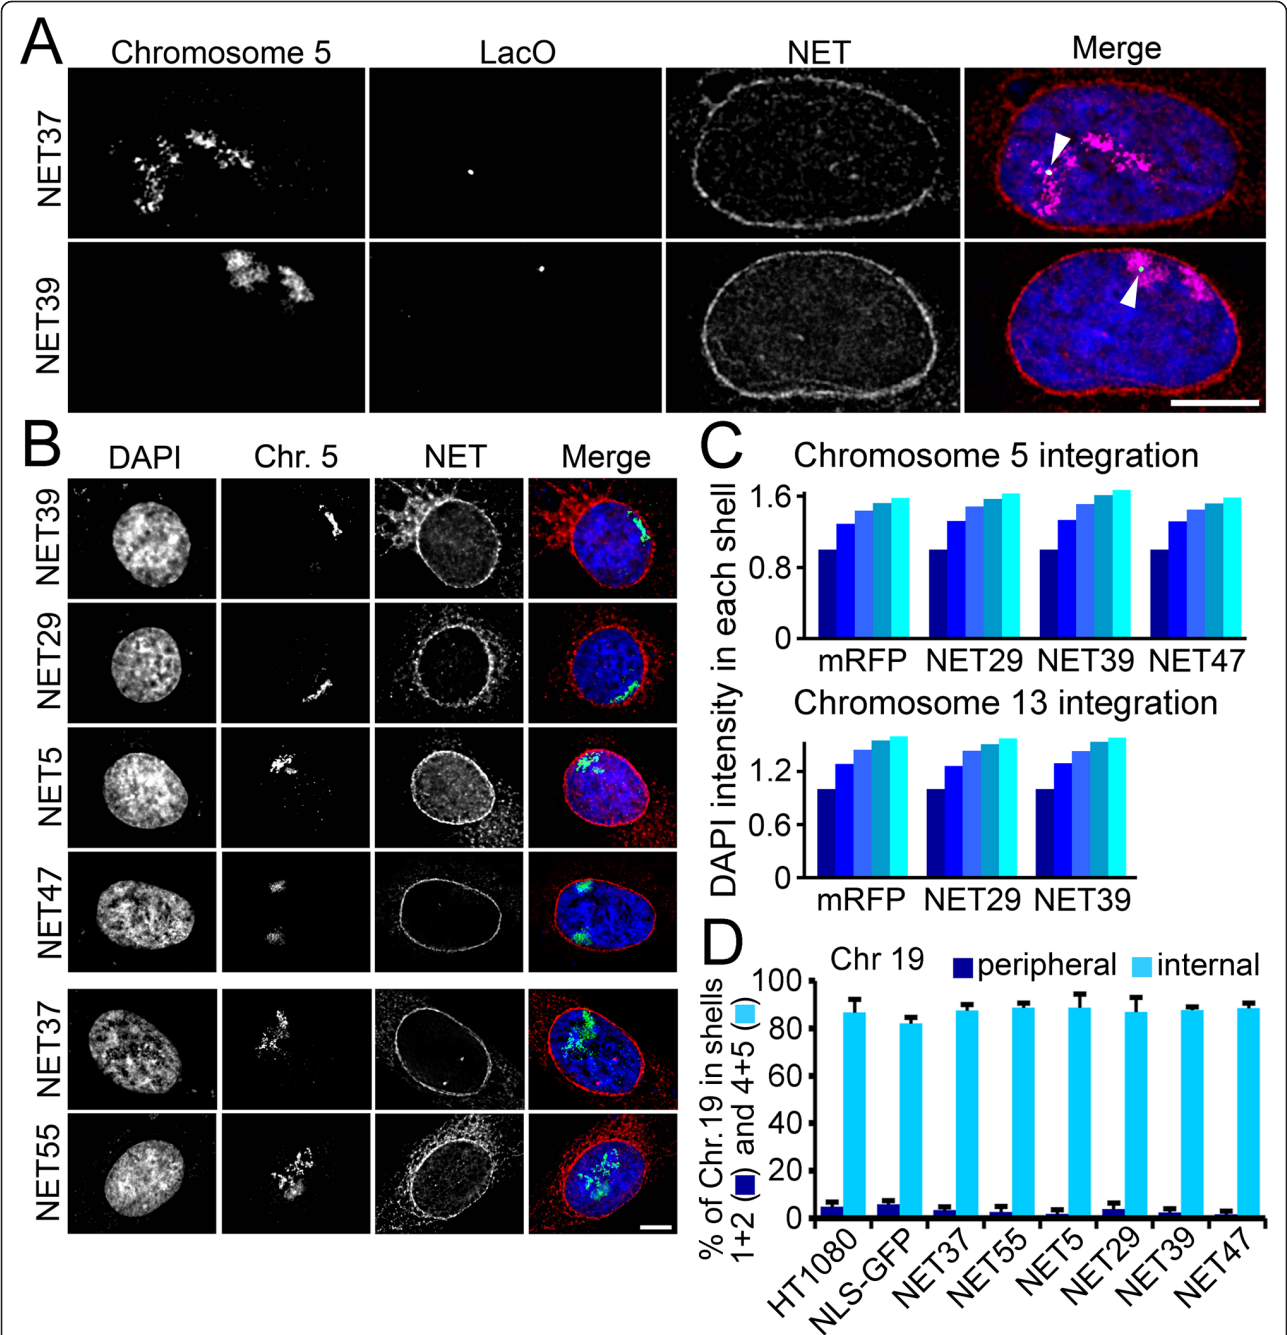 A
Chromosome 5 LacO NET Merge
NET37
NET39
B
DAPI Chr. 5 NET Merge
NET39
NET29
NET5
NET47
NET37
NET55
C
Chromosome 5 integration
DAPI intensity in each shell
1.6
0.8
0
mRFP NET29 NET39 NET47
Chromosome 13 integration
1.2
0.6
0
mRFP NET29 NET39
D
Chr 19 peripheral internal
% of Chr.19 in shells
1+2 ( ) and 4+5 ( )
100
80
60
40
20
0
HT1080 NLS-GFP NET37 NET55 NET5 NET29 NET39 NET47